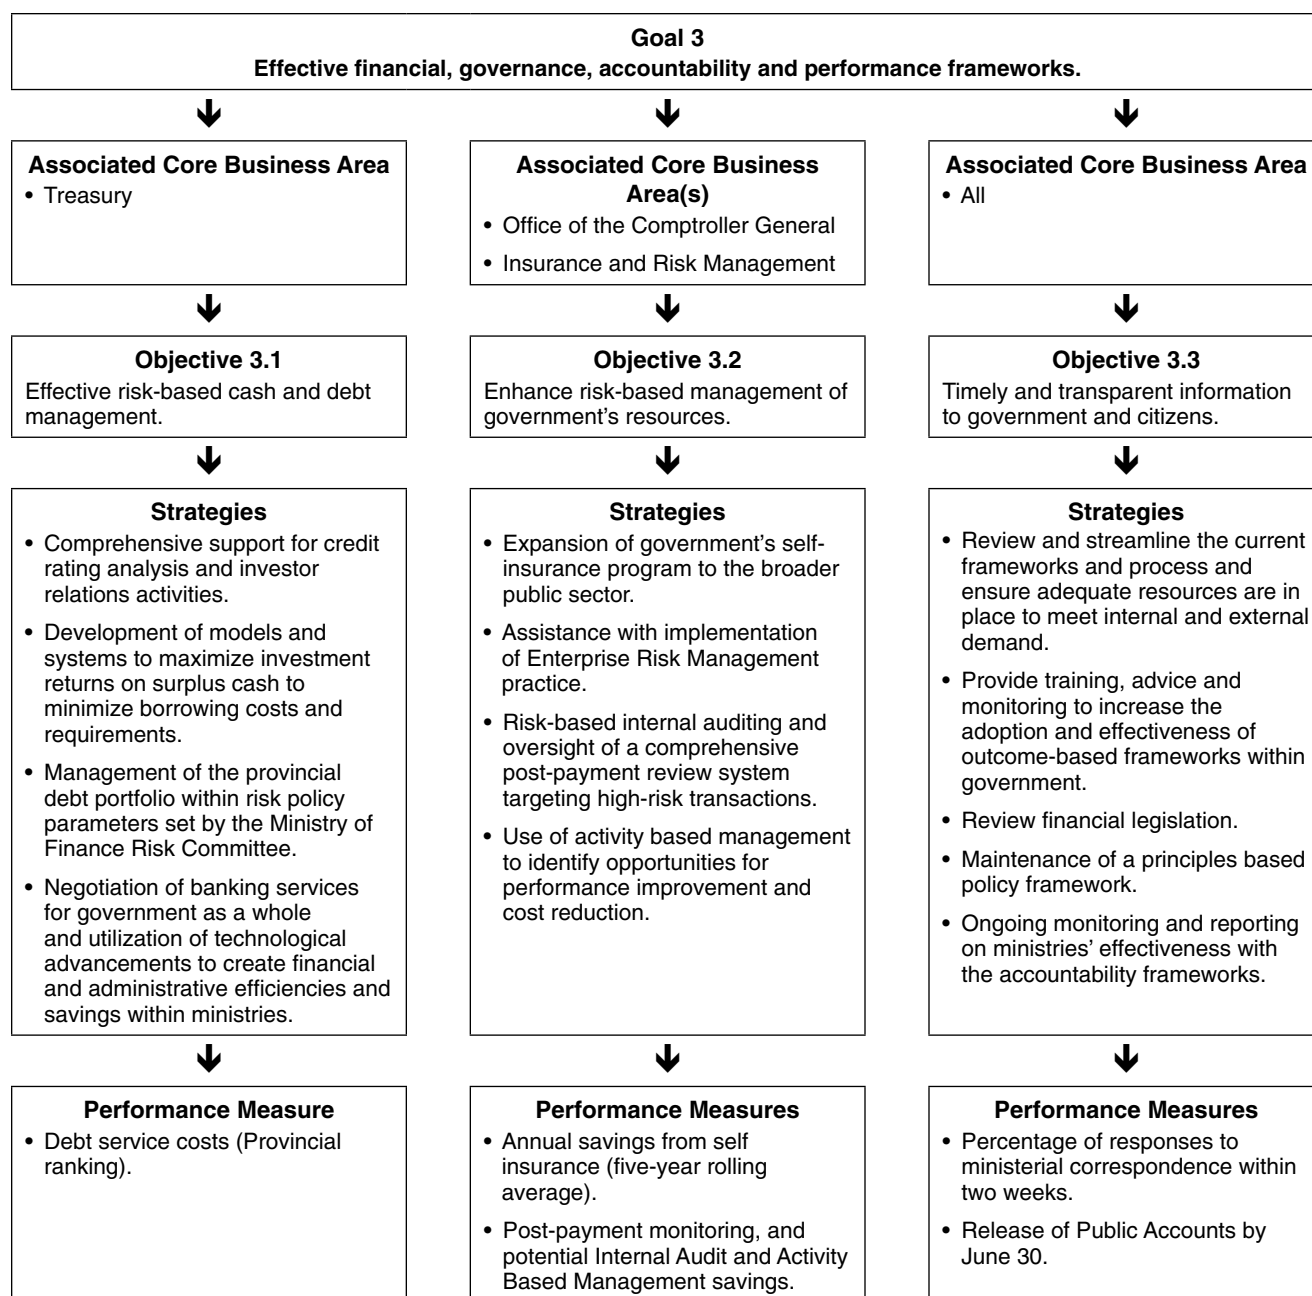 Goal 3
Effective financial, governance, accountability and performance frameworks.
Associated Core Business Area
• Treasury
Associated Core Business
Area(s)
• Office of the Comptroller General
• Insurance and Risk Management
Associated Core Business Area
• All
Objective 3.1
Effective risk-based cash and debt
management.
Objective 3.2
Enhance risk-based management of
government’s resources.
Objective 3.3
Timely and transparent information
to government and citizens.
Strategies
• Comprehensive support for credit
rating analysis and investor
relations activities.
• Development of models and
systems to maximize investment
returns on surplus cash to
minimize borrowing costs and
requirements.
• Management of the provincial
debt portfolio within risk policy
parameters set by the Ministry of
Finance Risk Committee.
• Negotiation of banking services
for government as a whole
and utilization of technological
advancements to create financial
and administrative efficiencies and
savings within ministries.
Strategies
• Expansion of government’s self-
insurance program to the broader
public sector.
• Assistance with implementation
of Enterprise Risk Management
practice.
• Risk-based internal auditing and
oversight of a comprehensive
post-payment review system
targeting high-risk transactions.
• Use of activity based management
to identify opportunities for
performance improvement and
cost reduction.
Strategies
• Review and streamline the current
frameworks and process and
ensure adequate resources are in
place to meet internal and external
demand.
• Provide training, advice and
monitoring to increase the
adoption and effectiveness of
outcome-based frameworks within
government.
• Review financial legislation.
• Maintenance of a principles based
policy framework.
• Ongoing monitoring and reporting
on ministries’ effectiveness with
the accountability frameworks.
Performance Measure
• Debt service costs (Provincial
ranking).
Performance Measures
• Annual savings from self
insurance (five-year rolling
average).
• Post-payment monitoring, and
potential Internal Audit and Activity
Based Management savings.
Performance Measures
• Percentage of responses to
ministerial correspondence within
two weeks.
• Release of Public Accounts by
June 30.